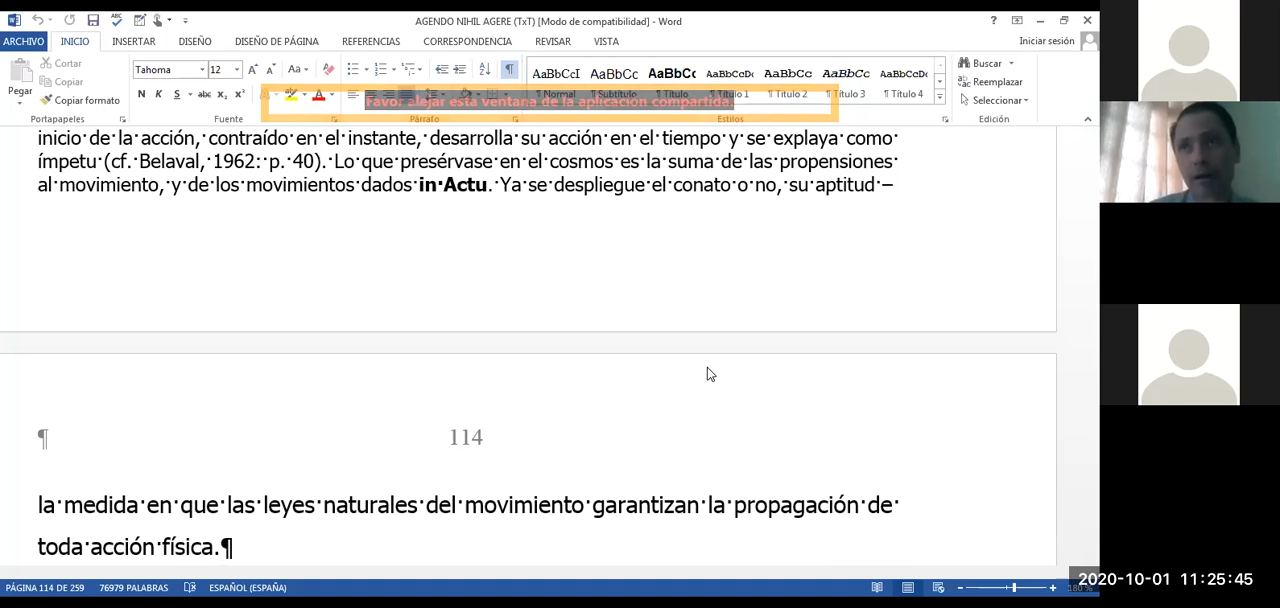 AGENDO NIHIL AGERE (TxT) [Modo de compatibilidad] - Word
ARCHIVO INICIO INSERTAR DISEÑO DISEÑO DE PÁGINA REFERENCIAS CORRESPONDENCIA REVISAR VISTA Iniciar sesión
Pegar
Cortar
Copiar
Copiar formato
Portapapeles
Tahoma 12
N K S abc x₂ x²
Fuente
Párrafo
Favor alejar esta ventana de la aplicación compartida.
AaBbCcI AaBbCc AaBbCc AaBbCcDc AaBbCc AaBbCc AaBbCcDc
¶ Normal ¶ Subtítulo ¶ Título ¶ Título 1 ¶ Título 2 ¶ Título 3 ¶ Título 4
Estilos
Buscar
Reemplazar
Seleccionar
Edición
inicio·de·la·acción,·contraído·en·el·instante,·desarrolla·su·acción·en·el·tiempo·y·se·explaya·como·
ímpetu·(cf.·Belaval,·1962:·p.·40).·Lo·que·presérvase·en·el·cosmos·es·la·suma·de·las·propensiones·
al·movimiento,·y·de·los·movimientos·dados·in·Actu.·Ya·se·despliegue·el·conato·o·no,·su·aptitud·–
¶ 114
la·medida·en·que·las·leyes·naturales·del·movimiento·garantizan·la·propagación·de·
toda·acción·física.¶
PÁGINA 114 DE 259 76979 PALABRAS ESPAÑOL (ESPAÑA) 180 %
2020-10-01 11:25:45